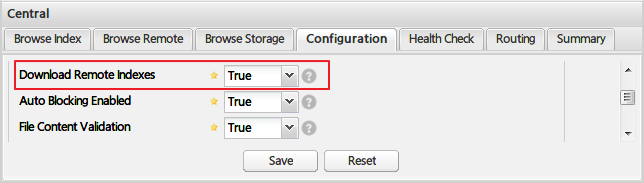 Central
Browse Index Browse Remote Browse Storage Configuration Health Check Routing Summary
Download Remote Indexes True ?
Auto Blocking Enabled True ?
File Content Validation True ?
Save Reset